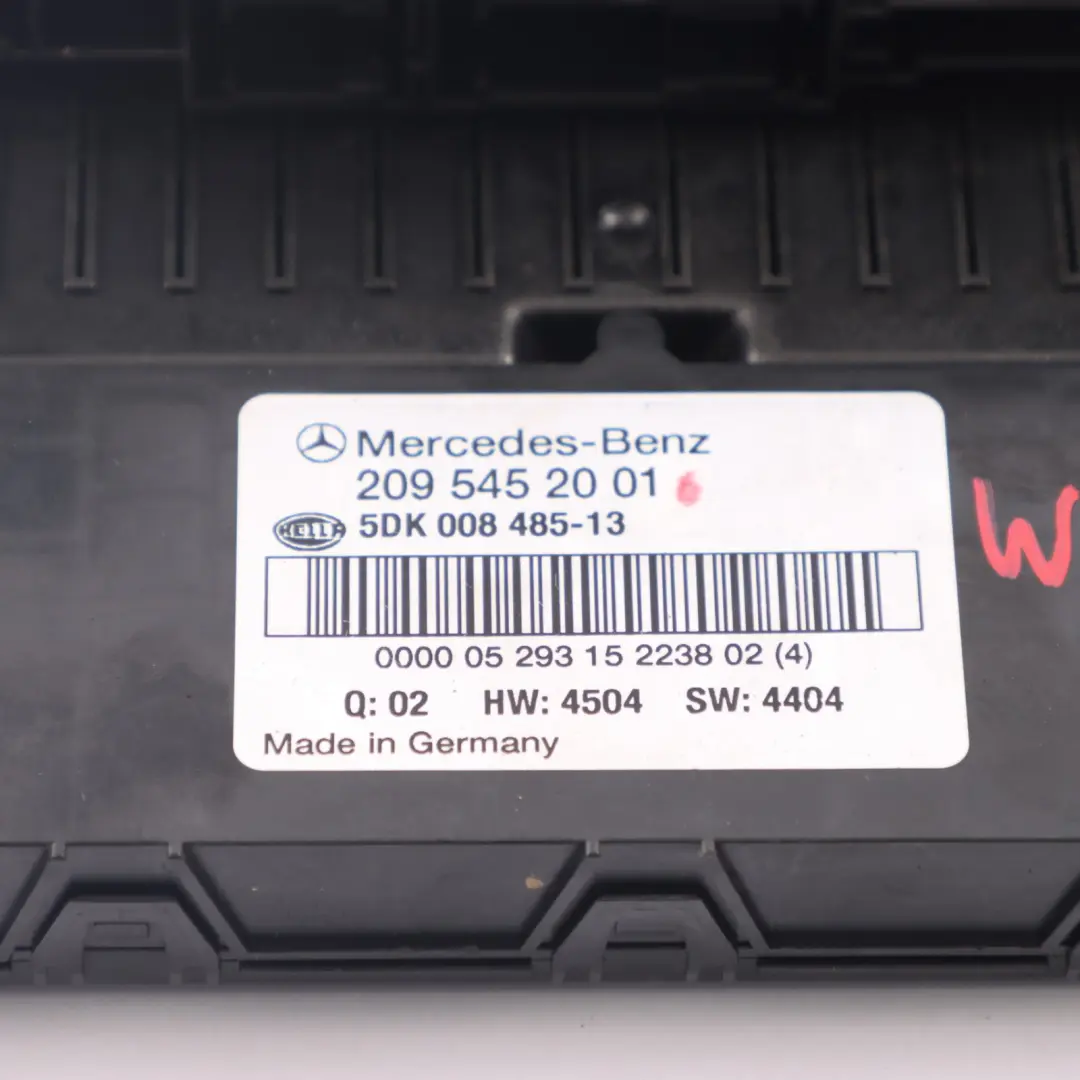 Mercedes-Benz
209 545 20 01
HELLA 5DK 008 485-13
0000 05 293 15 2238 02 (4)
Q: 02 HW: 4504 SW: 4404
Made in Germany
W